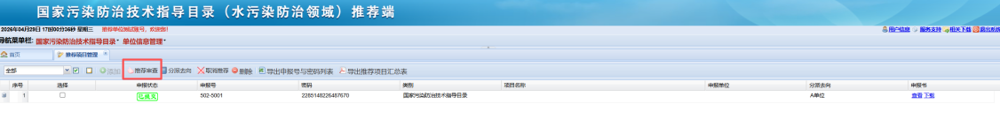 国家污染防治技术指导目录（水污染防治领域）推荐端
2026年04月29日 17时00分36秒 星期三 推荐单位测试账号，欢迎您! 用户信息 服务支持 相关下载 退出系统
导航菜单栏: 国家污染防治技术指导目录 单位信息管理
首页 推荐项目管理
全部 添加 推荐审查 分派去向 取消推荐 删除 导出申报号与密码列表 导出推荐项目汇总表
序号 选择 申报状态 申报号 密码 类别 项目名称 申报单位 分派去向 申报书
1 已提交 502-5001 2285148226487670 国家污染防治技术指导目录 A单位 查看 下载